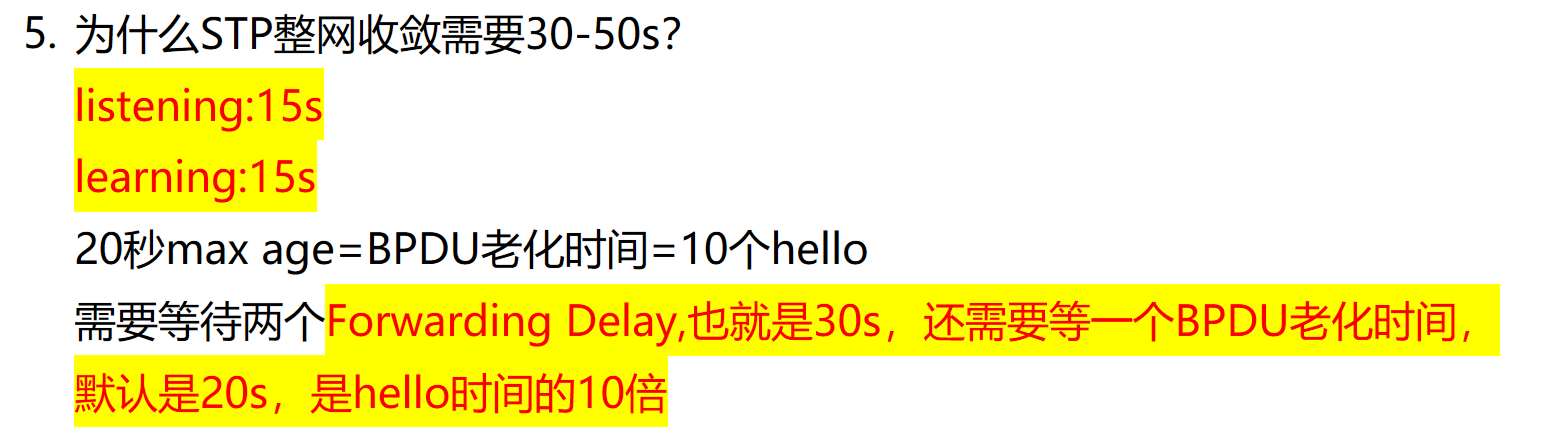 5. 为什么STP整网收敛需要30-50s？
listening:15s
learning:15s
20秒max age=BPDU老化时间=10个hello
需要等待两个Forwarding Delay,也就是30s，还需要等一个BPDU老化时间，
默认是20s，是hello时间的10倍